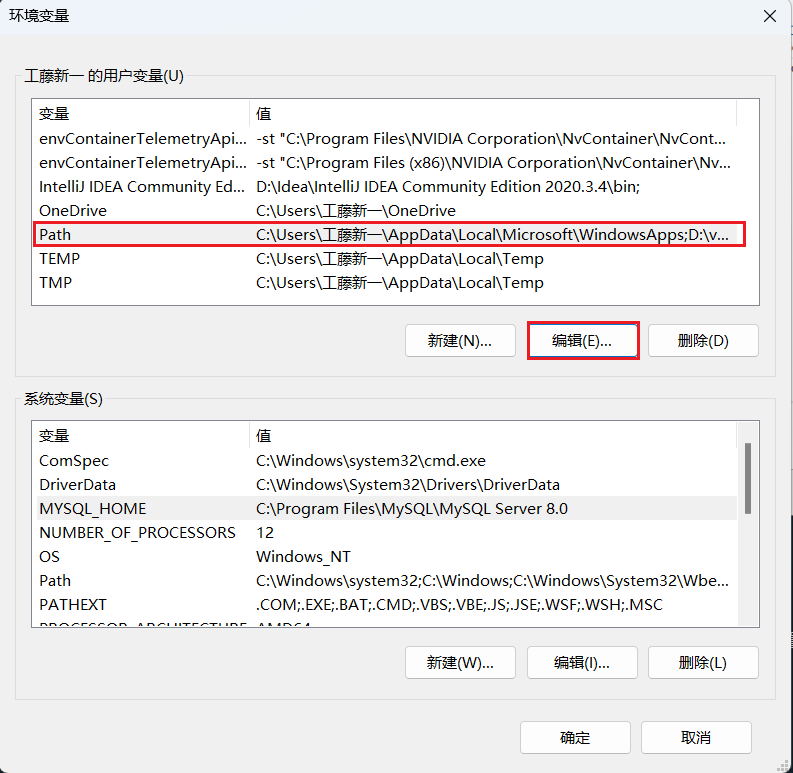 环境变量
工藤新一 的用户变量(U)
变量 值
envContainerTelemetryApi... -st "C:\Program Files\NVIDIA Corporation\NvContainer\NvCont...
envContainerTelemetryApi... -st "C:\Program Files (x86)\NVIDIA Corporation\NvContainer\Nv...
IntelliJ IDEA Community Ed... D:\Idea\IntelliJ IDEA Community Edition 2020.3.4\bin;
OneDrive C:\Users\工藤新一\OneDrive
Path C:\Users\工藤新一\AppData\Local\Microsoft\WindowsApps;D:\v...
TEMP C:\Users\工藤新一\AppData\Local\Temp
TMP C:\Users\工藤新一\AppData\Local\Temp
新建(N)... 编辑(E)... 删除(D)
系统变量(S)
变量 值
ComSpec C:\Windows\system32\cmd.exe
DriverData C:\Windows\System32\Drivers\DriverData
MYSQL_HOME C:\Program Files\MySQL\MySQL Server 8.0
NUMBER_OF_PROCESSORS 12
OS Windows_NT
Path C:\Windows\system32;C:\Windows;C:\Windows\System32\Wbe...
PATHEXT .COM;.EXE;.BAT;.CMD;.VBS;.VBE;.JS;.JSE;.WSF;.WSH;.MSC
PROCESSOR_ARCHITECTURE AMD64
新建(W)... 编辑(I)... 删除(L)
确定 取消